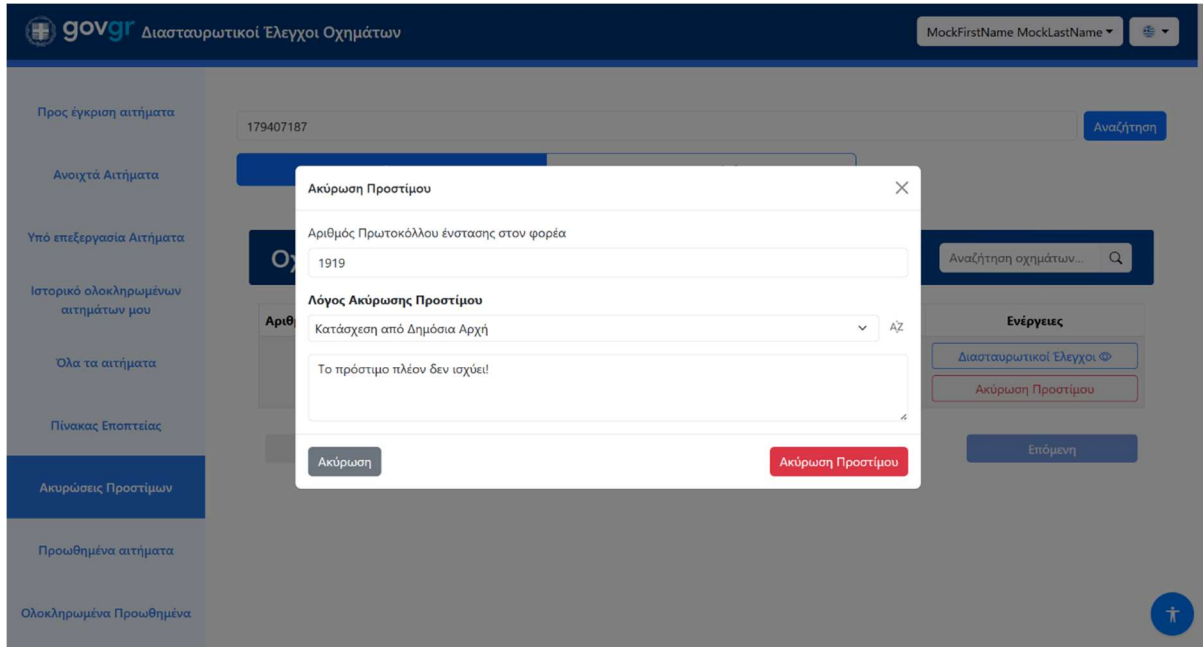 govgr Διασταυρωτικοί Έλεγχοι Οχημάτων
MockFirstName MockLastName
Προς έγκριση αιτήματα
Ανοιχτά Αιτήματα
Υπό επεξεργασία Αιτήματα
Ιστορικό ολοκληρωμένων
αιτημάτων μου
Όλα τα αιτήματα
Πίνακας Εποπτείας
Ακυρώσεις Προστίμων
Προωθημένα αιτήματα
Ολοκληρωμένα Προωθημένα
179407187
Αναζήτηση
Αναζήτηση οχημάτων...
Ενέργειες
Διασταυρωτικοί Έλεγχοι
Ακύρωση Προστίμου
Επόμενη
Ακύρωση Προστίμου
Αριθμός Πρωτοκόλλου ένστασης στον φορέα
1919
Λόγος Ακύρωσης Προστίμου
Κατάσχεση από Δημόσια Αρχή
Το πρόστιμο πλέον δεν ισχύει!
Ακύρωση
Ακύρωση Προστίμου